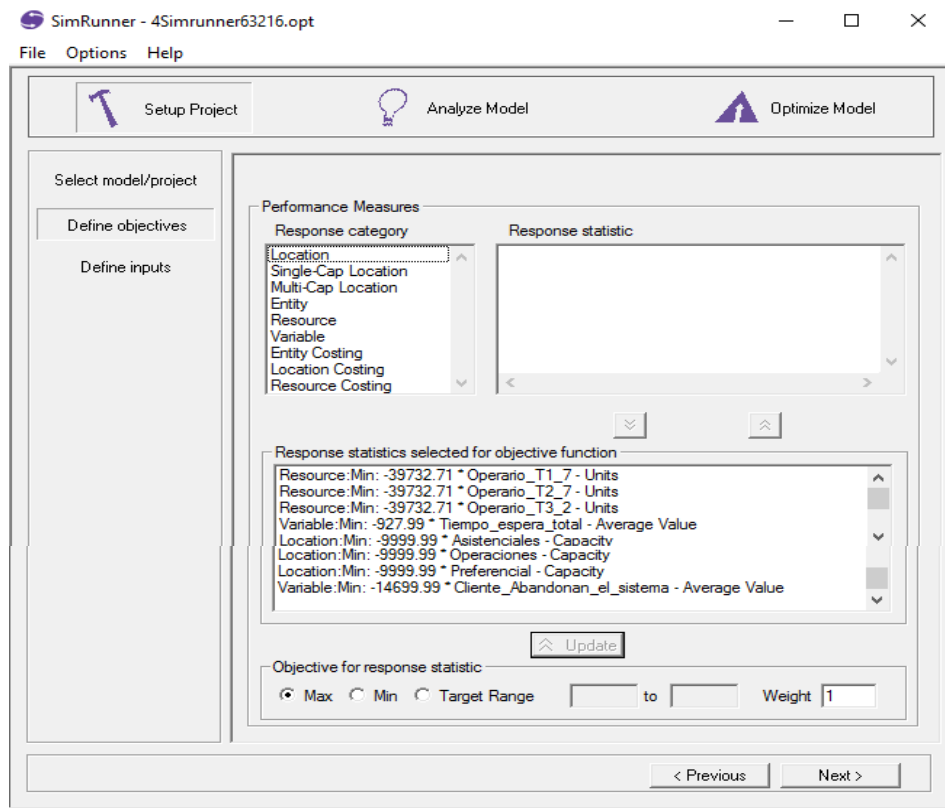 SimRunner - 4Simrunner63216.opt
File Options Help
Setup Project Analyze Model Optimize Model
Select model/project
Define objectives
Define inputs
Performance Measures
Response category Response statistic
Location
Single-Cap Location
Multi-Cap Location
Entity
Resource
Variable
Entity Costing
Location Costing
Resource Costing
Response statistics selected for objective function
Resource:Min: -39732.71 * Operario_T1_7 - Units
Resource:Min: -39732.71 * Operario_T2_7 - Units
Resource:Min: -39732.71 * Operario_T3_2 - Units
Variable:Min: -927.99 * Tiempo_espera_total - Average Value
Location:Min: -9999.99 * Asistenciales - Capacity
Location:Min: -9999.99 * Operaciones - Capacity
Location:Min: -9999.99 * Preferencial - Capacity
Variable:Min: -14699.99 * Cliente_Abandonan_el_sistema - Average Value
Update
Objective for response statistic
Max Min Target Range to Weight 1
< Previous Next >